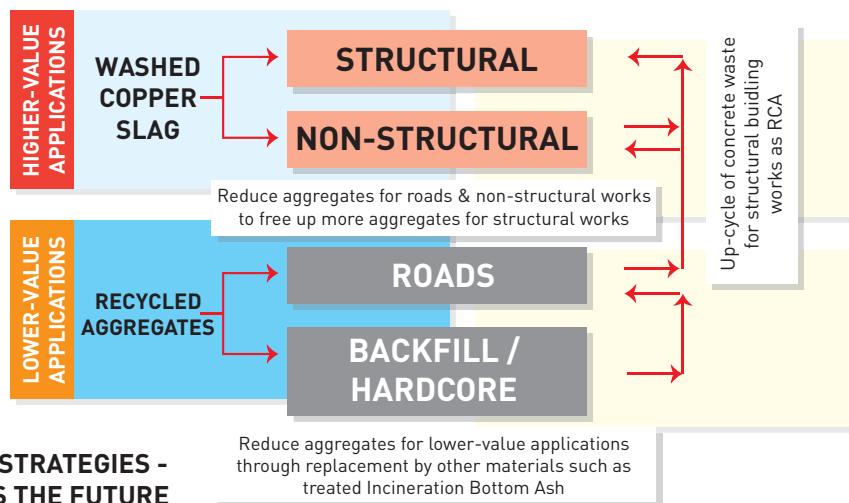 HIGHER-VALUE
APPLICATIONS
WASHED
COPPER
SLAG
STRUCTURAL
NON-STRUCTURAL
Reduce aggregates for roads & non-structural works
to free up more aggregates for structural works
Up-cycle of concrete waste
for structural buidling
works as RCA
LOWER-VALUE
APPLICATIONS
RECYCLED
AGGREGATES
ROADS
BACKFILL /
HARDCORE
Reduce aggregates for lower-value applications
through replacement by other materials such as
treated Incineration Bottom Ash
STRATEGIES -
S THE FUTURE